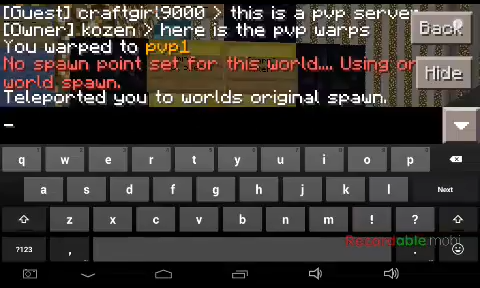 [Guest] craftgirl9000 > this is a pvp server
[Owner] kozen > here is the pvp warps
You warped to pvp1
No spawn point set for this world.... Using or
world spawn.
Teleported you to worlds original spawn.
Back
Hide
_
q w e r t y u i o p
a s d f g h j k l Next
z x c v b n m ! ?
?123 , .
Recordable.mobi